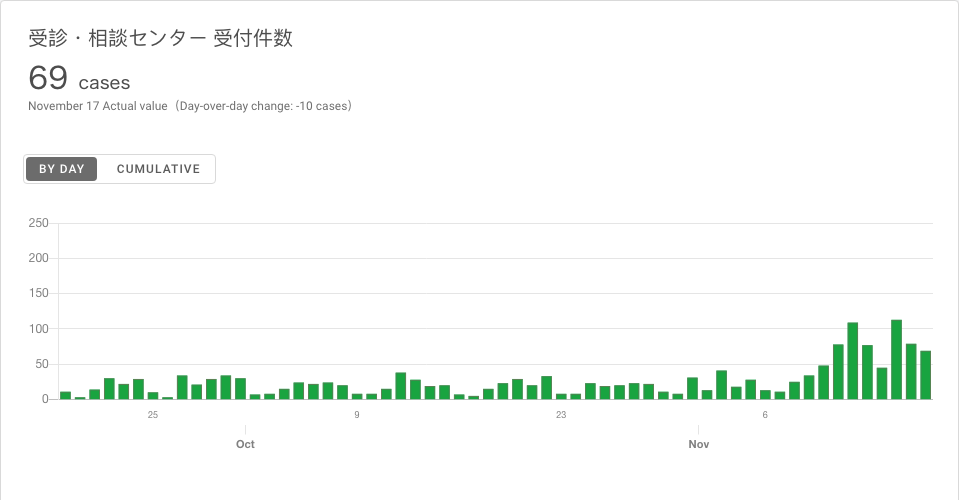 受診・相談センター 受付件数
69 cases
November 17 Actual value（Day-over-day change: -10 cases）
BY DAY CUMULATIVE
250
200
150
100
50
0
25 9 23 6
Oct Nov